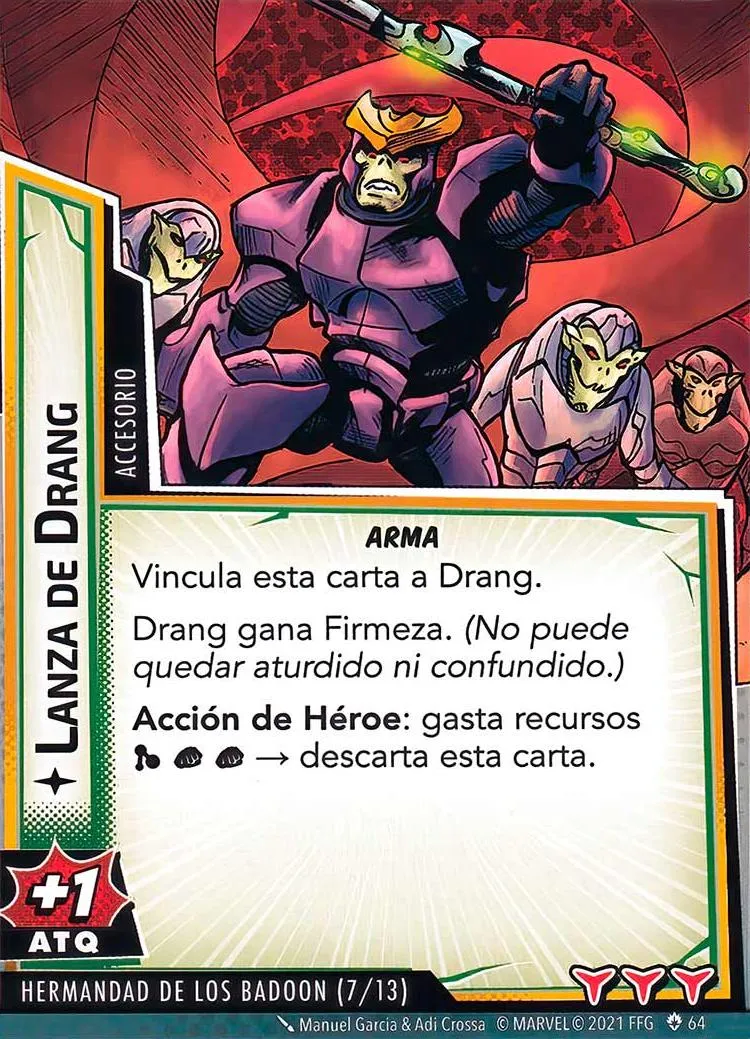 ACCESORIO
LANZA DE DRANG
ARMA
Vincula esta carta a Drang.
Drang gana Firmeza. (No puede
quedar aturdido ni confundido.)
Acción de Héroe: gasta recursos
→ descarta esta carta.
+1
ATQ
HERMANDAD DE LOS BADOON (7/13)
Manuel Garcia & Adi Crossa © MARVEL © 2021 FFG 64